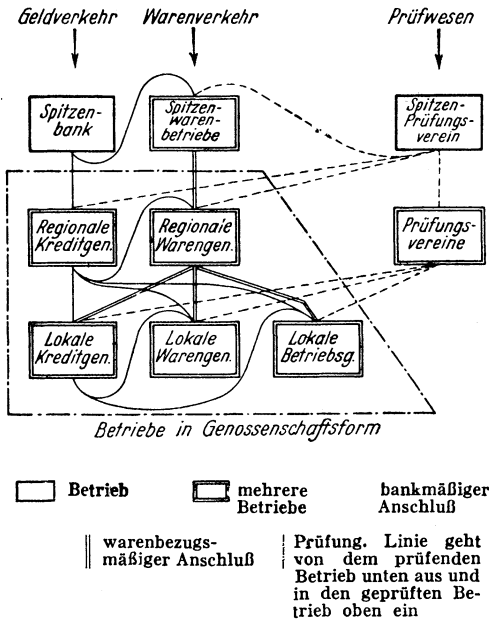 Geldverkehr Warenverkehr Prüfwesen
Spitzen-
bank
Spitzen-
waren-
betriebe
Spitzen-
Prüfungs-
verein
Regionale
Kreditgen.
Regionale
Warengen.
Prüfungs-
vereine
Lokale
Kreditgen.
Lokale
Warengen.
Lokale
Betriebsg.
Betriebe in Genossenschaftsform
Betrieb
mehrere
Betriebe
bankmäßiger
Anschluß
warenbezugs-
mäßiger Anschluß
Prüfung. Linie geht
von dem prüfenden
Betrieb unten aus und
in den geprüften Be-
trieb oben ein